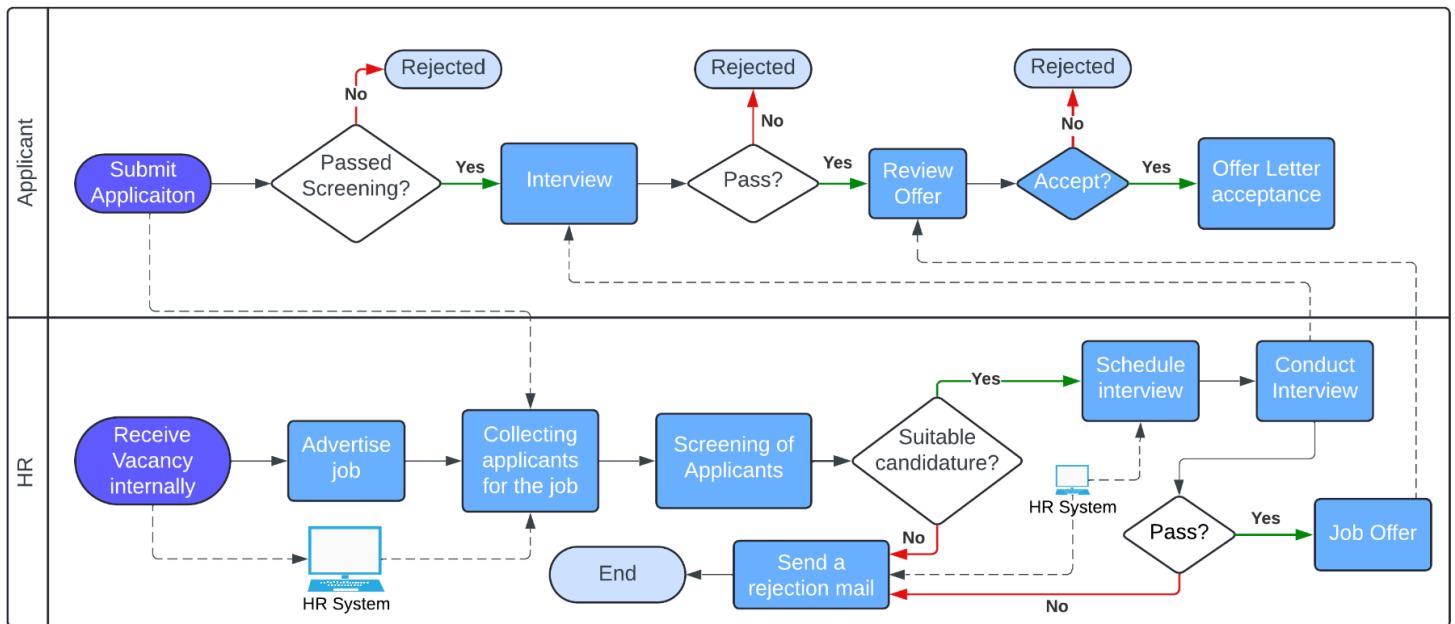 Applicant
Rejected
No
Passed
Screening?
Submit
Applicaiton
Yes
Interview
Rejected
No
Pass?
Yes
Review
Offer
Rejected
No
Accept?
Yes
Offer Letter
acceptance
HR
Receive
Vacancy
internally
Advertise
job
Collecting
applicants
for the job
Screening of
Applicants
Suitable
candidature?
Yes
Schedule
interview
Conduct
Interview
HR System
Pass?
Yes
Job Offer
No
No
Send a
rejection mail
End
HR System